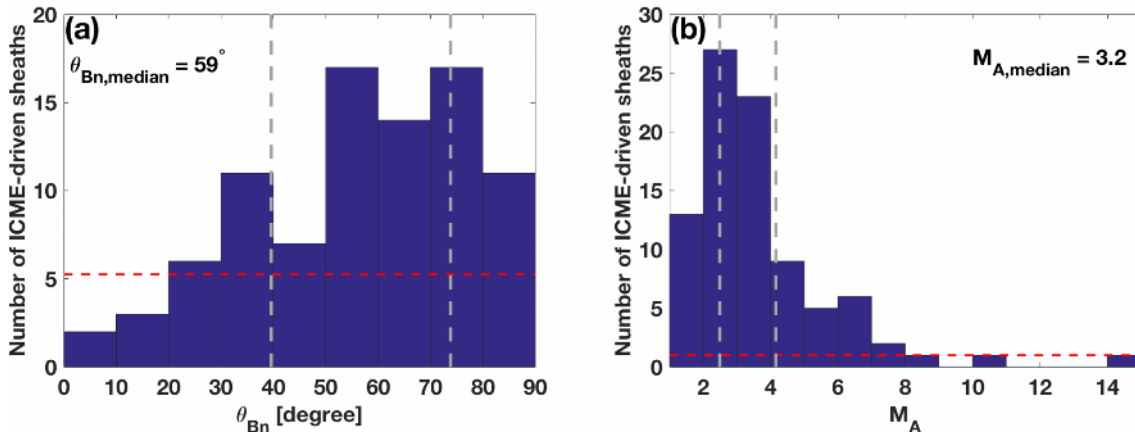 (a)
θBn,median = 59°
Number of ICME-driven sheaths
20
15
10
5
0
0 10 20 30 40 50 60 70 80 90
θBn [degree]
(b)
MA,median = 3.2
Number of ICME-driven sheaths
30
25
20
15
10
5
0
2 4 6 8 10 12 14
MA